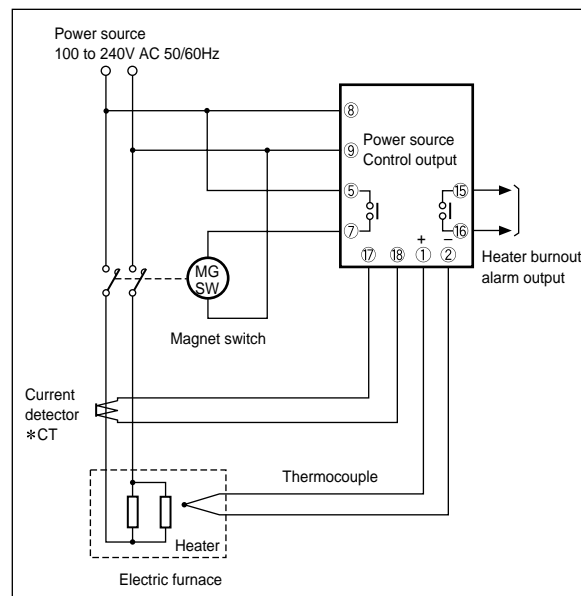 Power source
100 to 240V AC 50/60Hz
⑧
Power source
⑨
Control output
⑤
⑮
⑦
⑯
+
−
⑰
⑱
①
②
Heater burnout
alarm output
MG
SW
Magnet switch
Current
detector
*CT
Thermocouple
Heater
Electric furnace